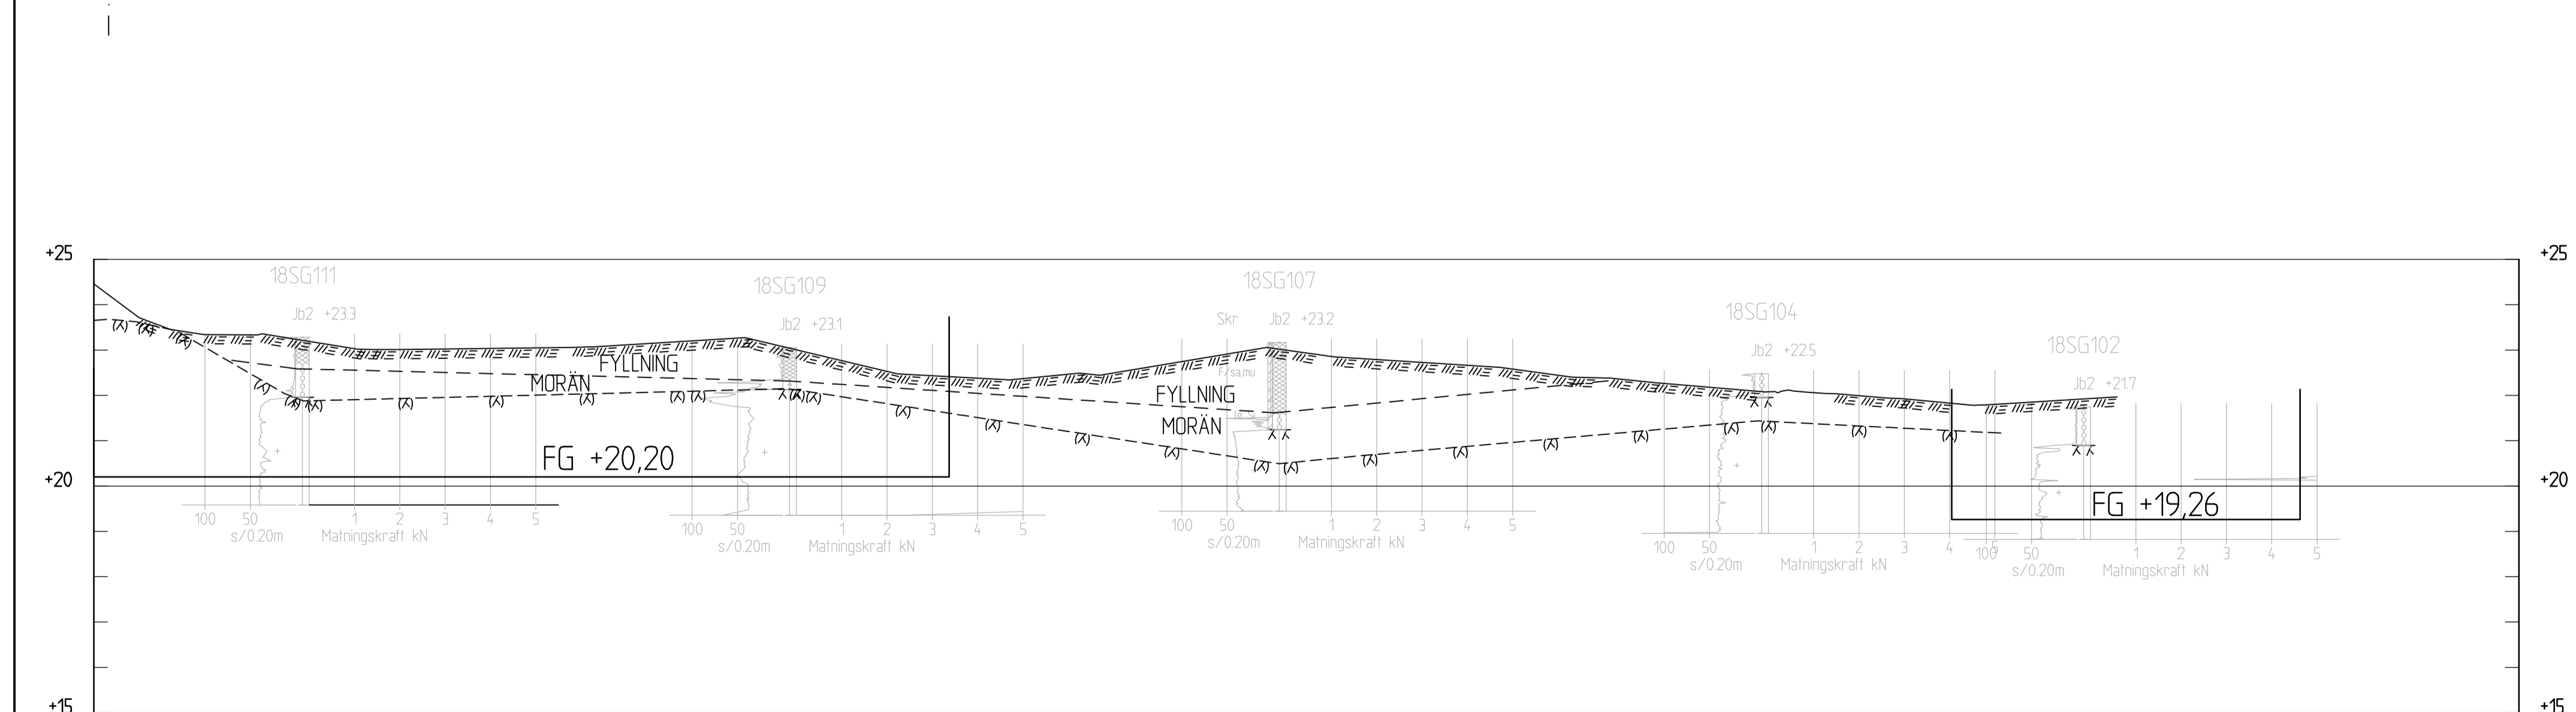 +25 +25
18SG111
18SG109
18SG107
18SG104
18SG102
Jb2 +23.3
Jb2 +23.1
Skr Jb2 +23.2
Jb2 +22.5
Jb2 +21.7
FYLLNING
MORÄN
F/sa,mu
FYLLNING
MORÄN
FG +20,20
+20 +20
FG +19,26
100 50 1 2 3 4 5
s/0.20m Matningskraft kN
100 50 1 2 3 4 5
s/0.20m Matningskraft kN
100 50 1 2 3 4 5
s/0.20m Matningskraft kN
100 50 1 2 3 4 5
s/0.20m Matningskraft kN
100 50 1 2 3 4 5
s/0.20m Matningskraft kN
+15 +15